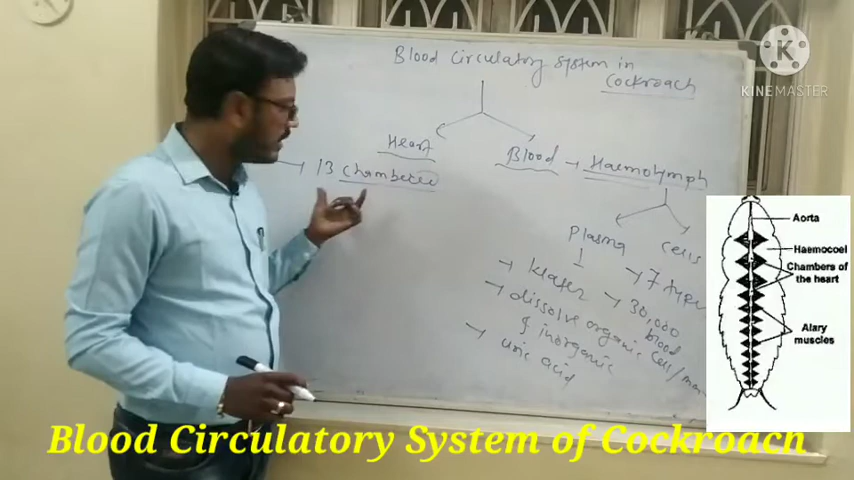 Blood Circulatory System in
Cockroach
Heart
Blood → Haemolymph
→ 13 chambered
Plasma
Cells
→ Water
→ 7 type
→ dissolve organic
& inorganic
→ 30,000
blood
cell/
→ uric acid
K
KINEMASTER
Aorta
Haemocoel
Chambers of
the heart
Alary
muscles
Blood Circulatory System of Cockroach